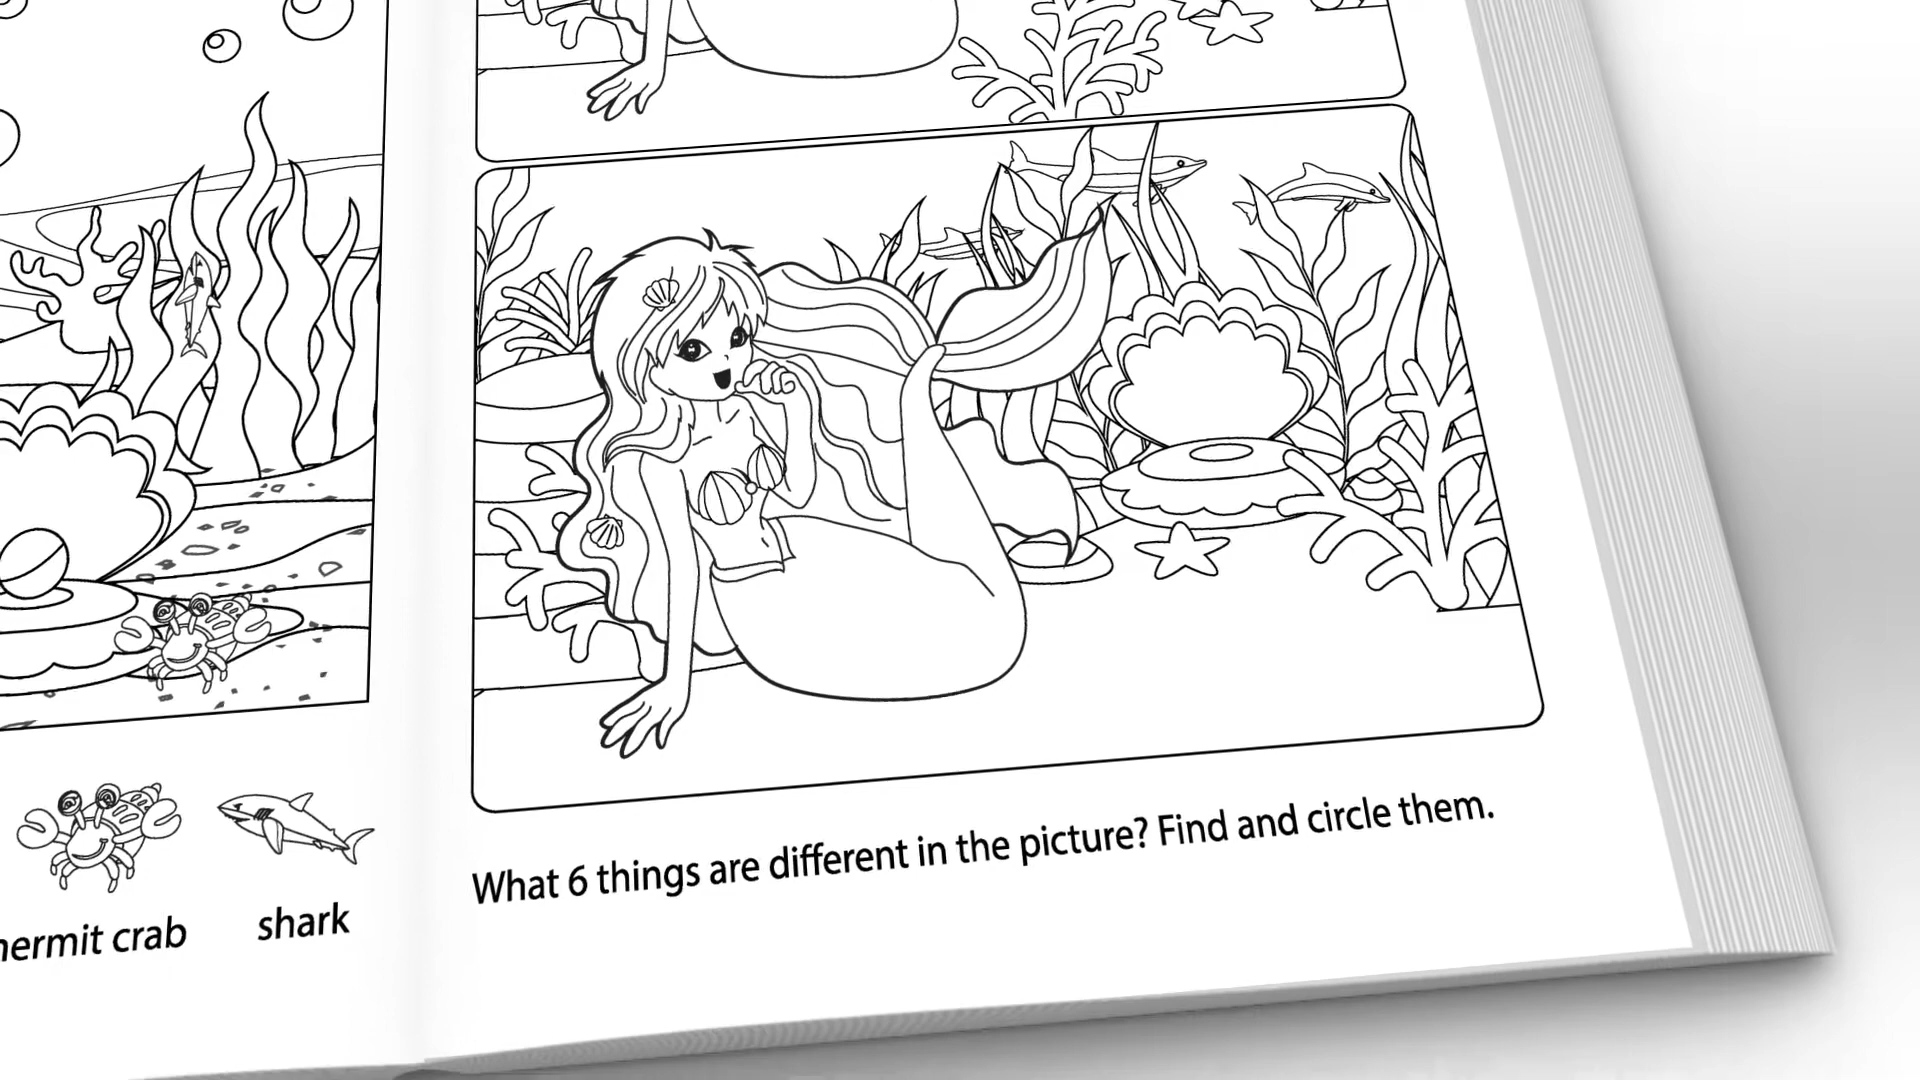 hermit crab
shark
What 6 things are different in the picture? Find and circle them.